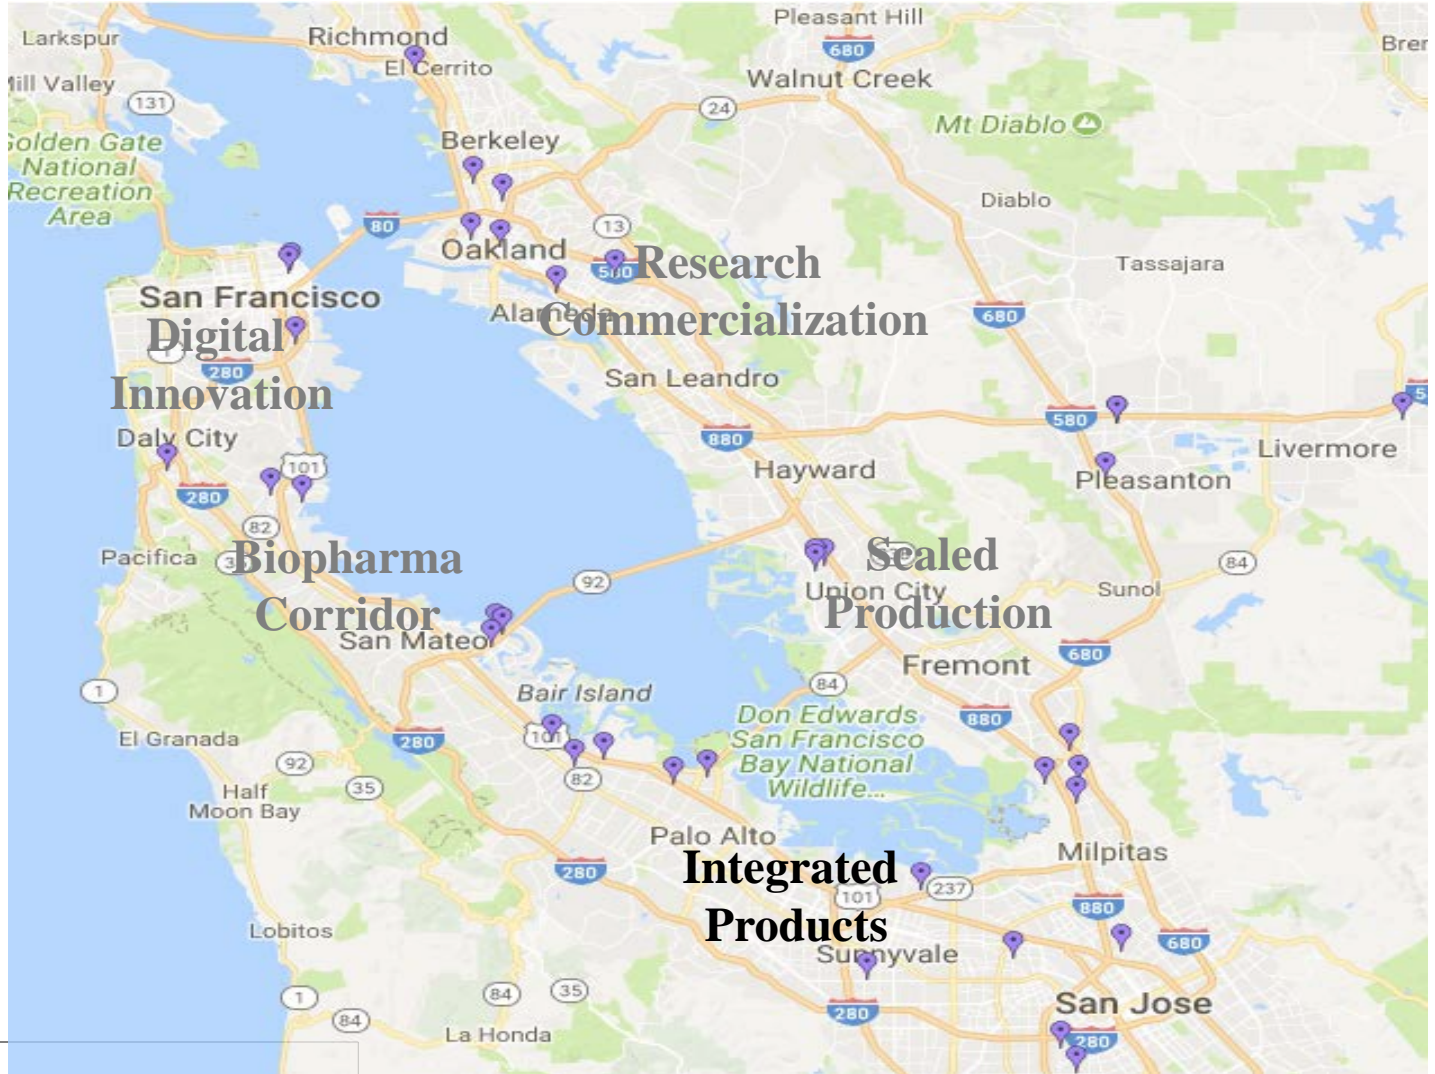 Pleasant Hill
Larkspur
Richmond
680
El Cerrito
Walnut Creek
131
24
Berkeley
Mt Diablo
National
Recreation
Area
Diablo
80
13
Oakland
580
Research
Tassajara
San Francisco
Alameda
Commercialization
680
Digital
1
280
Innovation
San Leandro
580
Daly City
880
Livermore
101
Hayward
Pleasanton
280
82
Pacifica
Biopharma
Scaled
84
92
Union City
Sunol
Corridor
Production
San Mateo
680
Fremont
1
84
Bair Island
Don Edwards
880
El Granada
280
101
San Francisco
92
82
Bay National
Half
Moon Bay
35
Wildlife...
Palo Alto
Milpitas
Integrated
280
101
237
880
Products
Lobitos
680
Sunnyvale
1
84
35
280
San Jose
84
La Honda
280